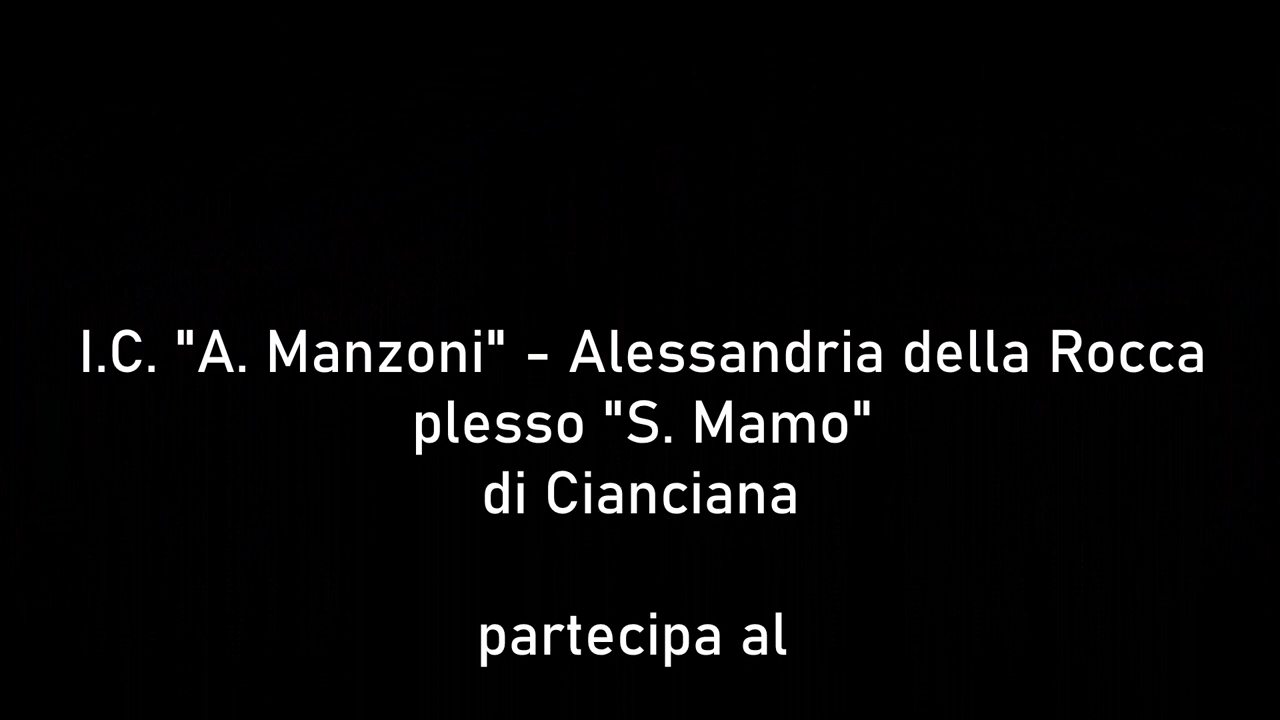 I.C. "A. Manzoni" - Alessandria della Rocca
plesso "S. Mamo"
di Cianciana
partecipa al